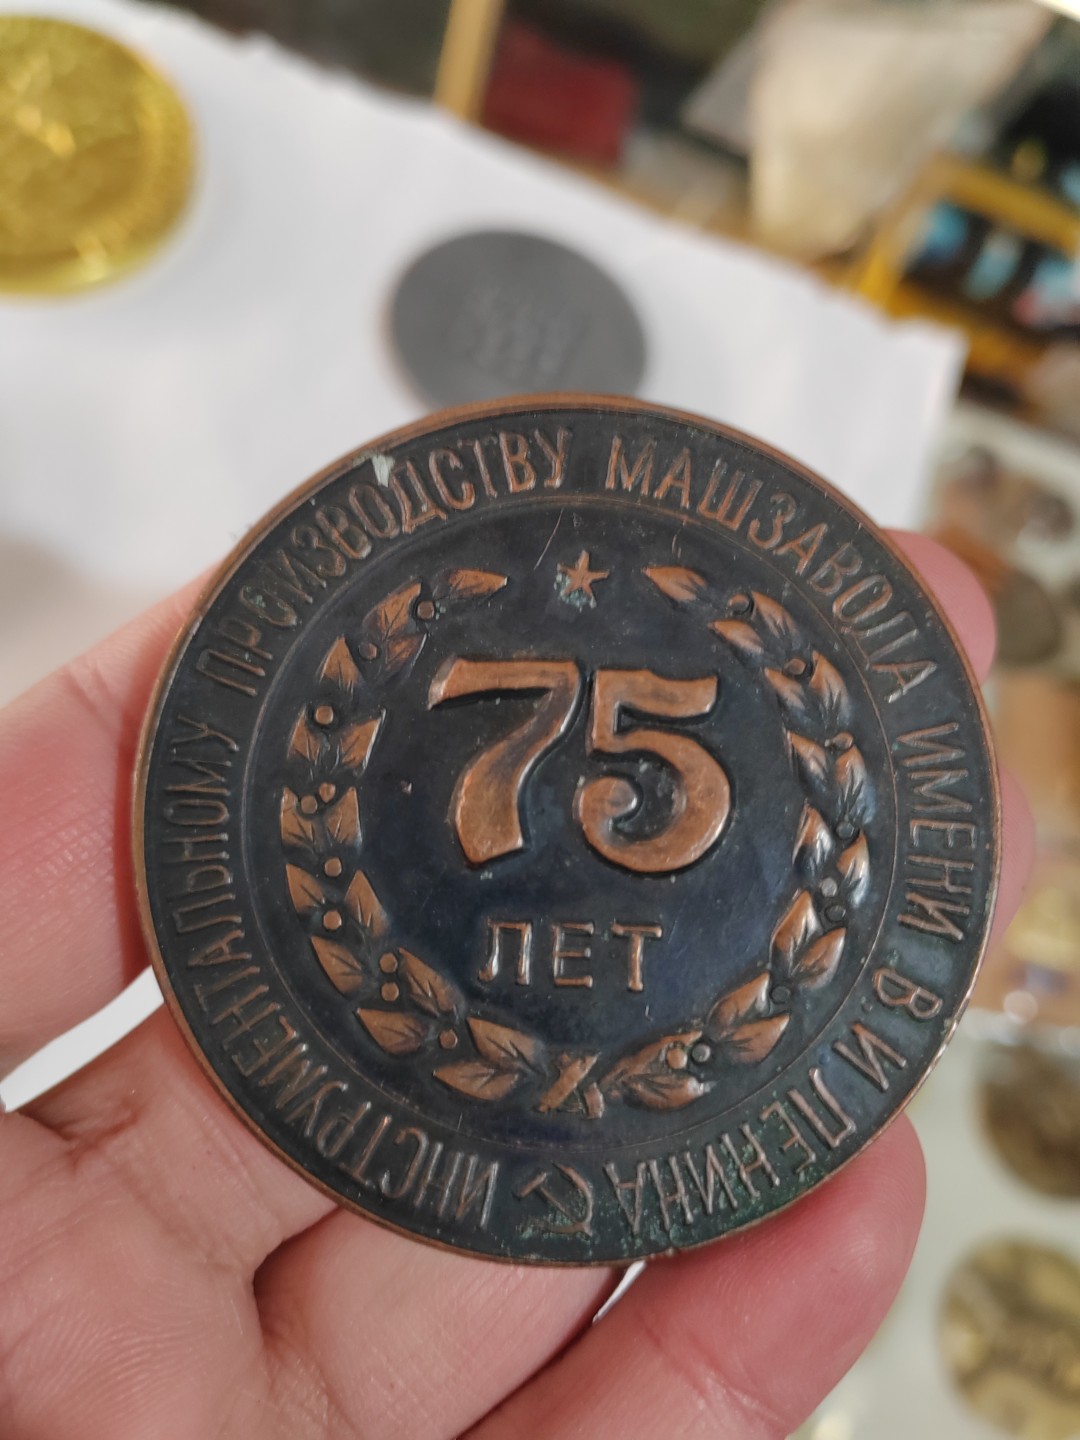 ИНСТРУМЕНТАЛЬНОМУ ПРОИЗВОДСТВУ МАШЗАВОДА ИМЕНИ В.И ЛЕНИНА
75
ЛЕТ